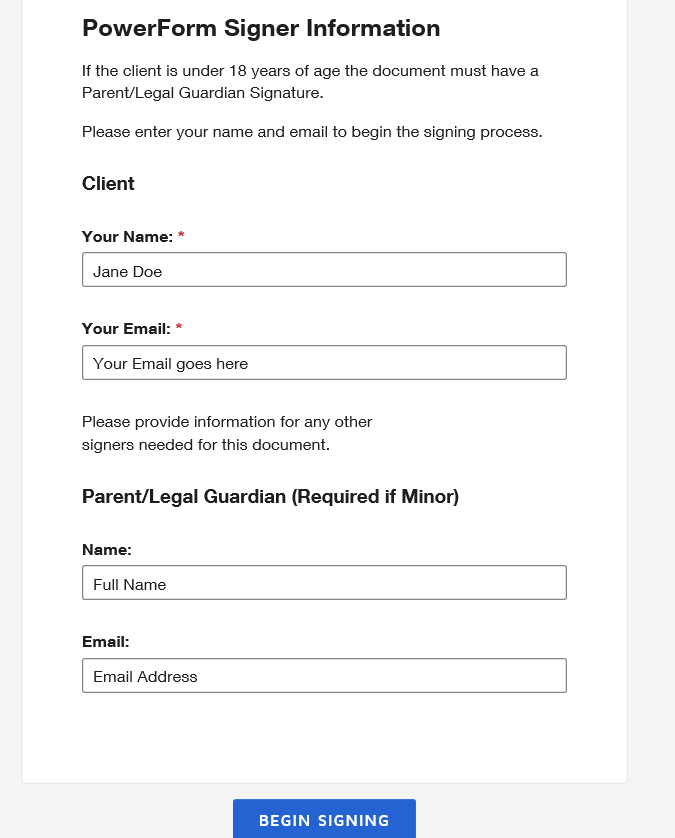 PowerForm Signer Information
If the client is under 18 years of age the document must have a
Parent/Legal Guardian Signature.
Please enter your name and email to begin the signing process.
Client
Your Name: *
Jane Doe
Your Email: *
Your Email goes here
Please provide information for any other
signers needed for this document.
Parent/Legal Guardian (Required if Minor)
Name:
Full Name
Email:
Email Address
BEGIN SIGNING